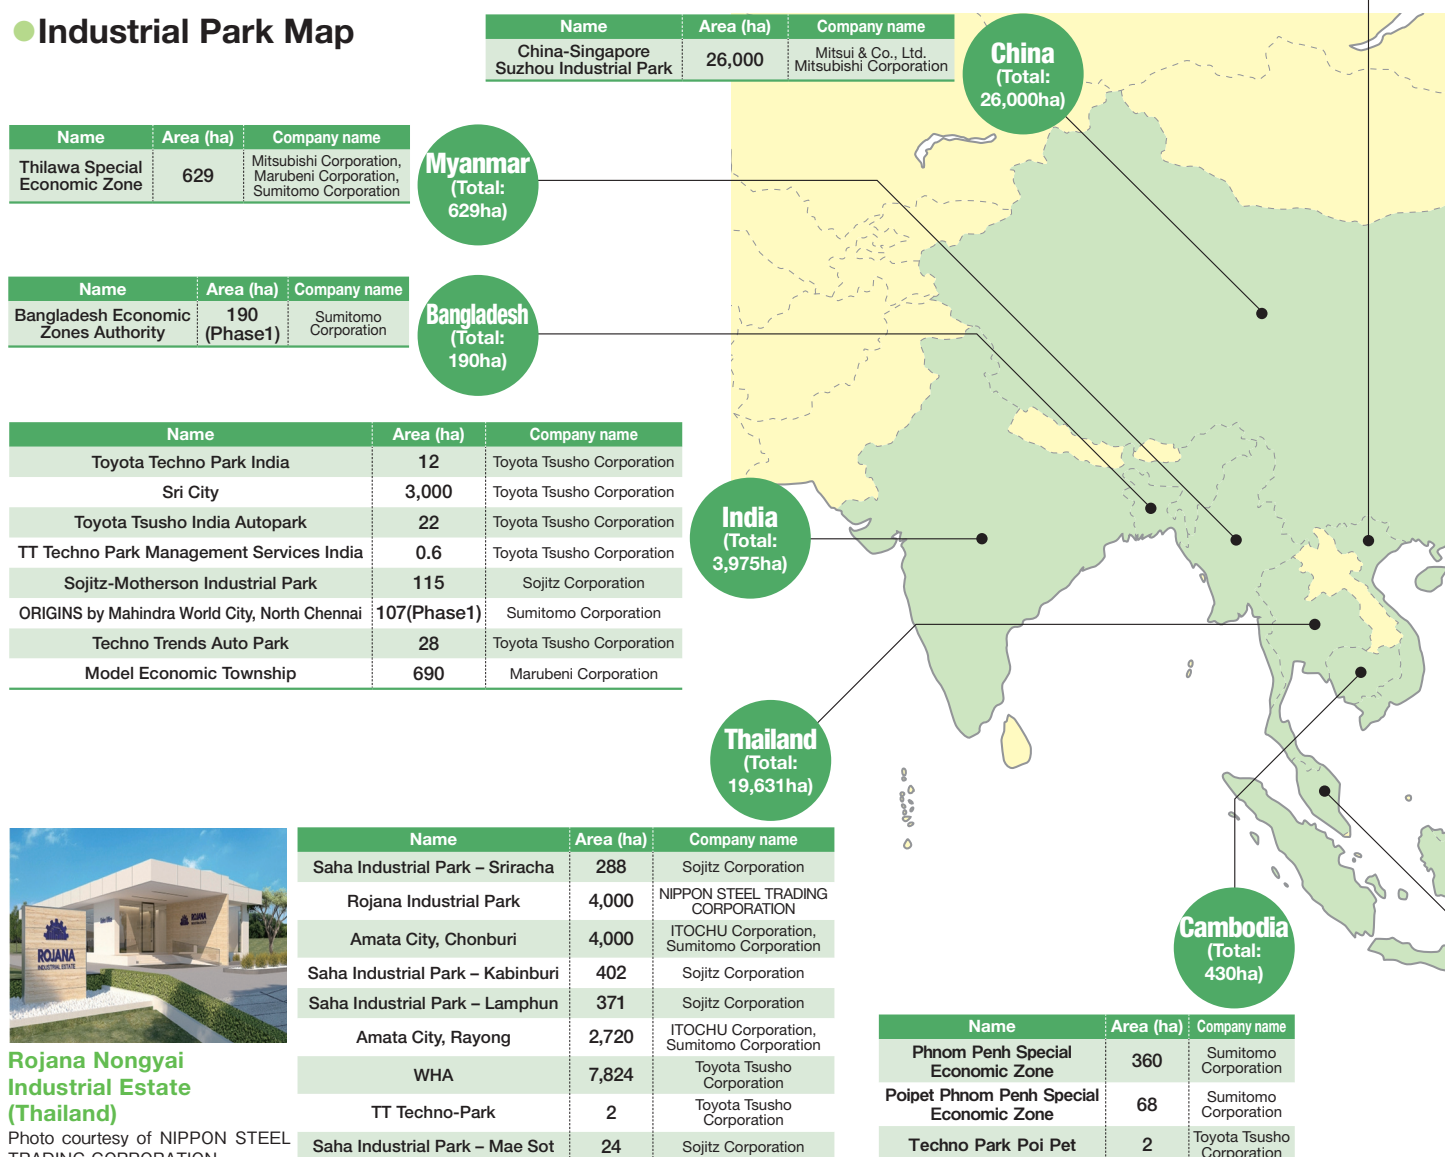 Industrial Park Map
Name Area (ha) Company name
China-Singapore
Suzhou Industrial Park
26,000
Mitsui & Co., Ltd.
Mitsubishi Corporation
China
(Total:
26,000ha)
Name Area (ha) Company name
Thilawa Special
Economic Zone
629
Mitsubishi Corporation,
Marubeni Corporation,
Sumitomo Corporation
Myanmar
(Total:
629ha)
Name Area (ha) Company name
Bangladesh Economic
Zones Authority
190
(Phase1)
Sumitomo
Corporation
Bangladesh
(Total:
190ha)
Name Area (ha) Company name
Toyota Techno Park India 12 Toyota Tsusho Corporation
Sri City 3,000 Toyota Tsusho Corporation
Toyota Tsusho India Autopark 22 Toyota Tsusho Corporation
TT Techno Park Management Services India 0.6 Toyota Tsusho Corporation
Sojitz-Motherson Industrial Park 115 Sojitz Corporation
ORIGINS by Mahindra World City, North Chennai 107(Phase1) Sumitomo Corporation
Techno Trends Auto Park 28 Toyota Tsusho Corporation
Model Economic Township 690 Marubeni Corporation
India
(Total:
3,975ha)
Thailand
(Total:
19,631ha)
Name Area (ha) Company name
Saha Industrial Park – Sriracha 288 Sojitz Corporation
Rojana Industrial Park 4,000
NIPPON STEEL TRADING
CORPORATION
Amata City, Chonburi 4,000
ITOCHU Corporation,
Sumitomo Corporation
Saha Industrial Park – Kabinburi 402 Sojitz Corporation
Saha Industrial Park – Lamphun 371 Sojitz Corporation
Amata City, Rayong 2,720
ITOCHU Corporation,
Sumitomo Corporation
WHA 7,824
Toyota Tsusho
Corporation
TT Techno-Park 2
Toyota Tsusho
Corporation
Saha Industrial Park – Mae Sot 24 Sojitz Corporation
ROJANA
INDUSTRIAL ESTATE
ROJANA
Rojana Nongyai
Industrial Estate
(Thailand)
Photo courtesy of NIPPON STEEL
TRADING CORPORATION
Cambodia
(Total:
430ha)
Name Area (ha) Company name
Phnom Penh Special
Economic Zone
360
Sumitomo
Corporation
Poipet Phnom Penh Special
Economic Zone
68
Sumitomo
Corporation
Techno Park Poi Pet 2
Toyota Tsusho
Corporation